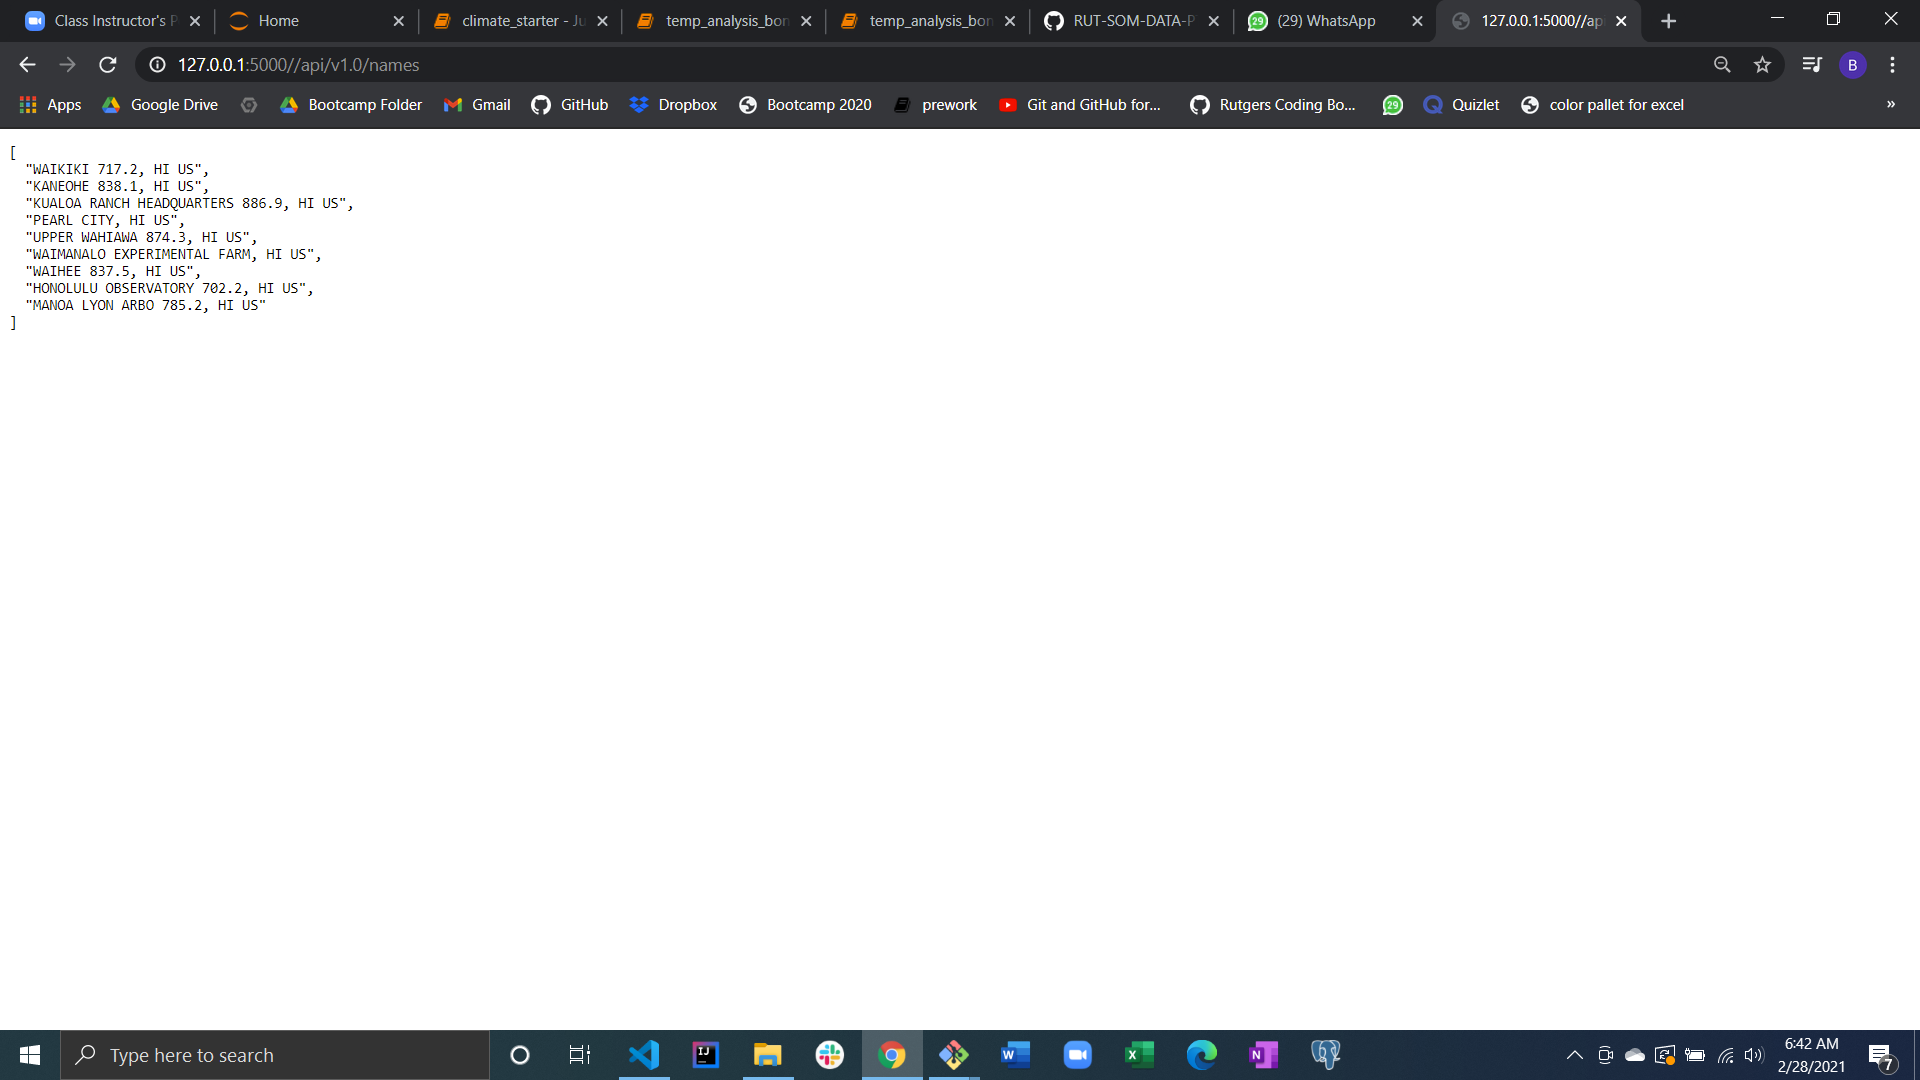 Class Instructor's P
Home
climate_starter - Ju
temp_analysis_bon
temp_analysis_bon
RUT-SOM-DATA-P
29 (29) WhatsApp
127.0.0.1:5000//ap
127.0.0.1:5000//api/v1.0/names
B
Apps
Google Drive
Bootcamp Folder
Gmail
GitHub
Dropbox
Bootcamp 2020
prework
Git and GitHub for...
Rutgers Coding Bo...
29
Quizlet
color pallet for excel
»
[
"WAIKIKI 717.2, HI US",
"KANEOHE 838.1, HI US",
"KUALOA RANCH HEADQUARTERS 886.9, HI US",
"PEARL CITY, HI US",
"UPPER WAHIAWA 874.3, HI US",
"WAIMANALO EXPERIMENTAL FARM, HI US",
"WAIHEE 837.5, HI US",
"HONOLULU OBSERVATORY 702.2, HI US",
"MANOA LYON ARBO 785.2, HI US"
]
Type here to search
IJ
W
X
N
6:42 AM
2/28/2021
7